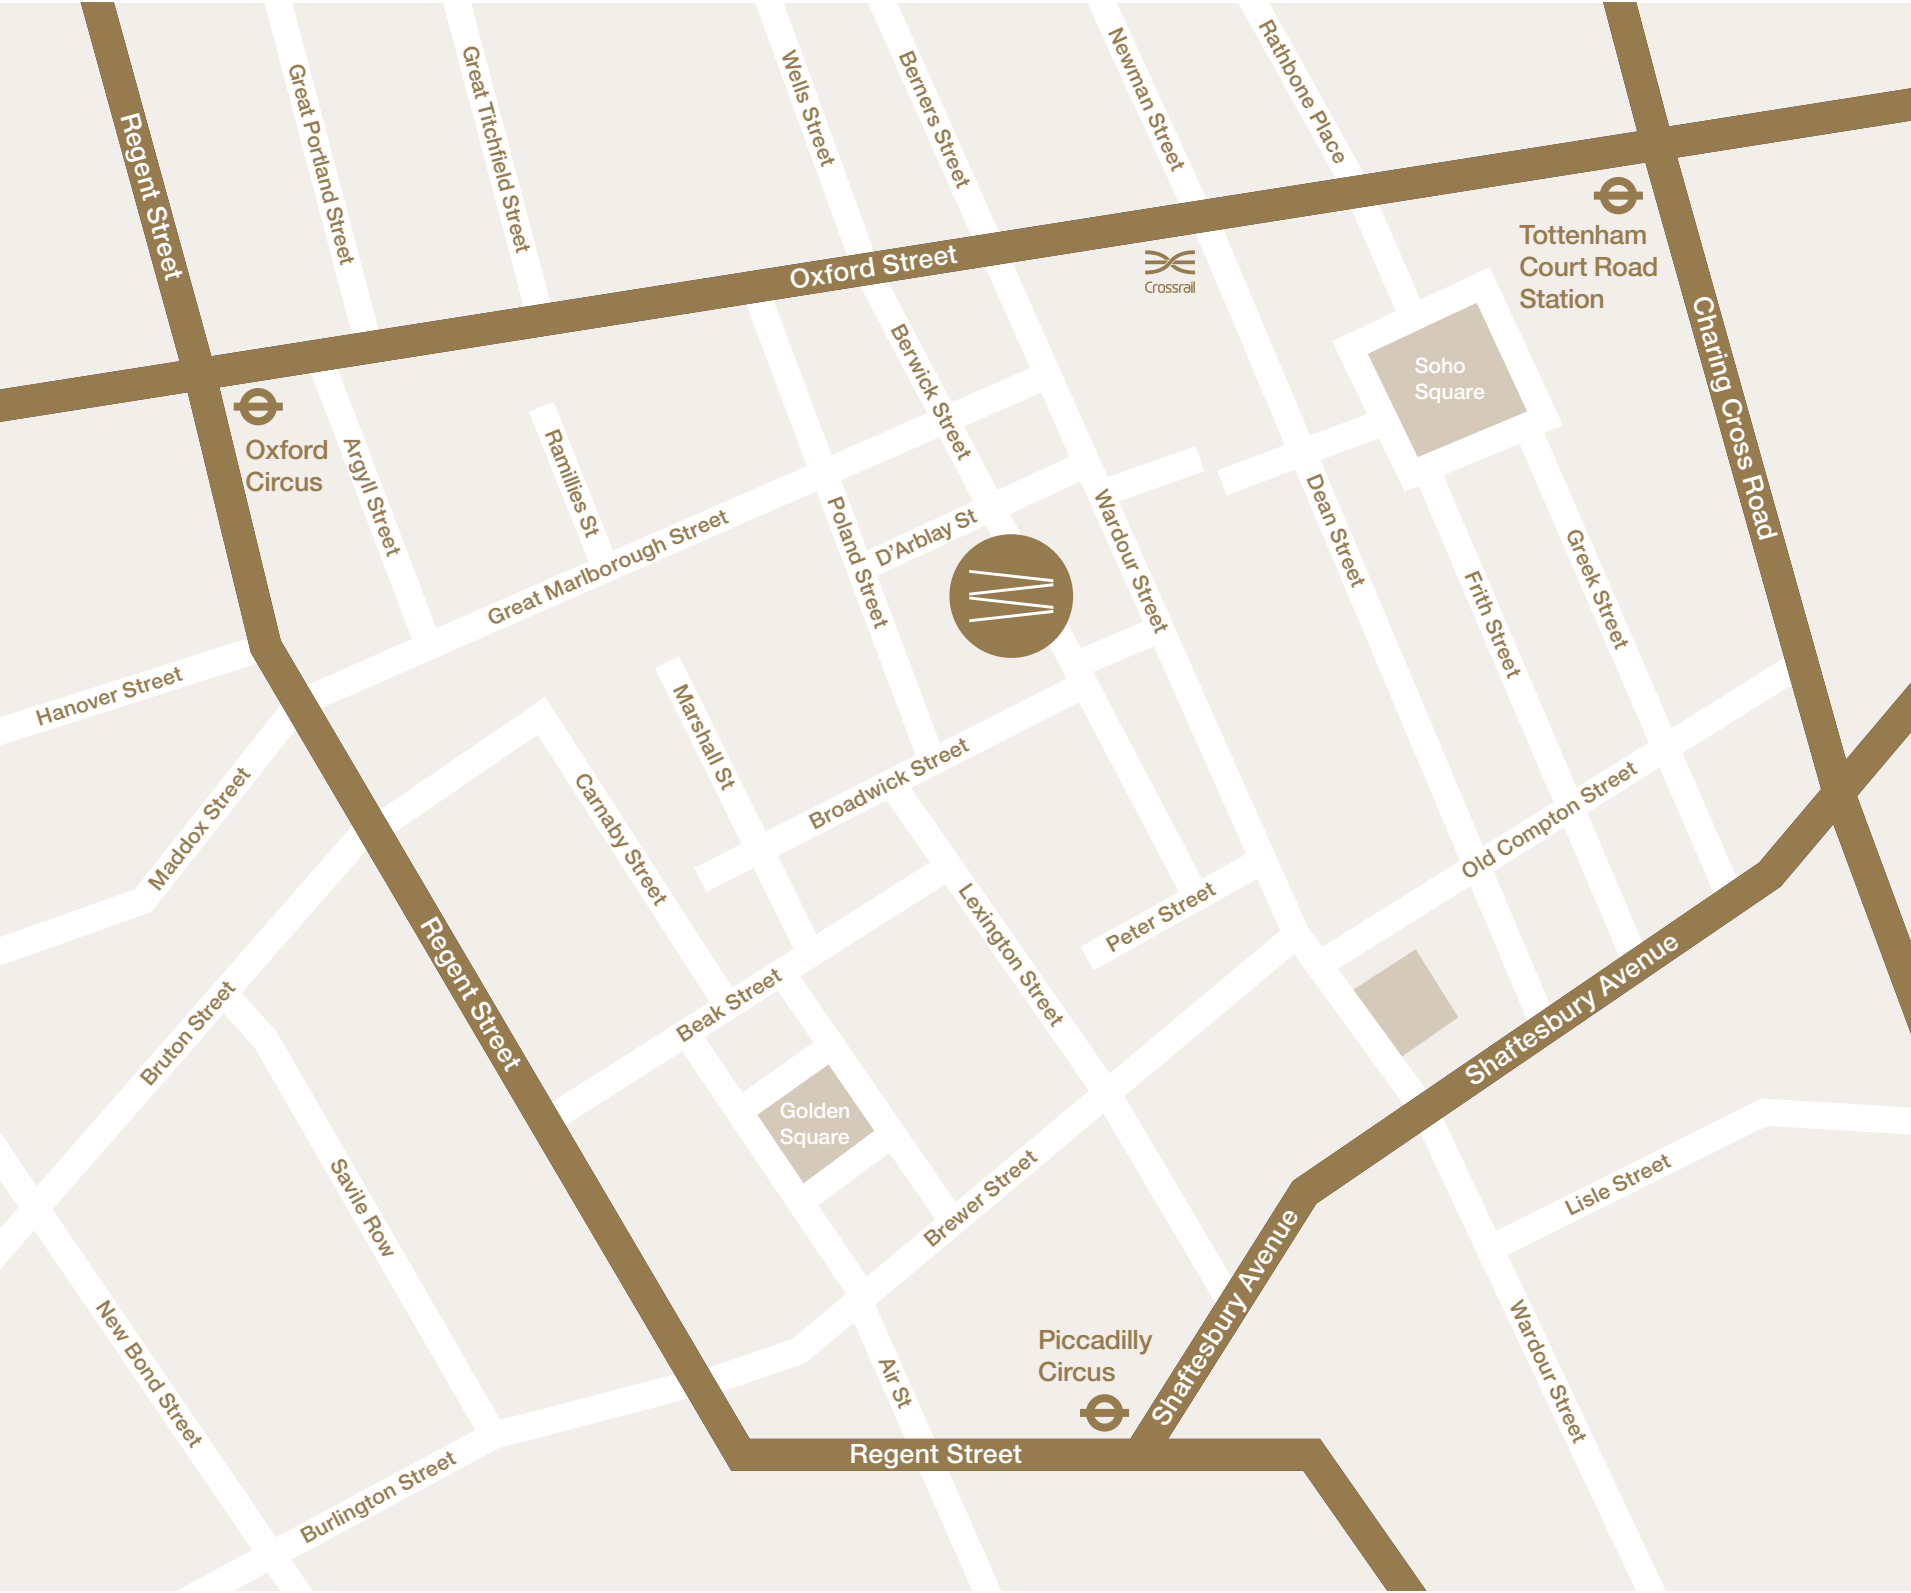 Regent Street
Great Portland Street
Great Titchfield Street
Wells Street
Berners Street
Newman Street
Rathbone Place
Oxford Street
Crossrail
Tottenham
Court Road
Station
Charing Cross Road
Soho
Square
Oxford
Circus
Argyll Street
Ramillies St
Berwick Street
Great Marlborough Street
Poland Street
D'Arblay St
Wardour Street
Dean Street
Frith Street
Greek Street
Hanover Street
Maddox Street
Marshall St
Carnaby Street
Broadwick Street
Old Compton Street
Regent Street
Beak Street
Lexington Street
Peter Street
Shaftesbury Avenue
Bruton Street
Golden
Square
Savile Row
Brewer Street
Lisle Street
New Bond Street
Piccadilly
Circus
Shaftesbury Avenue
Air St
Wardour Street
Regent Street
Burlington Street